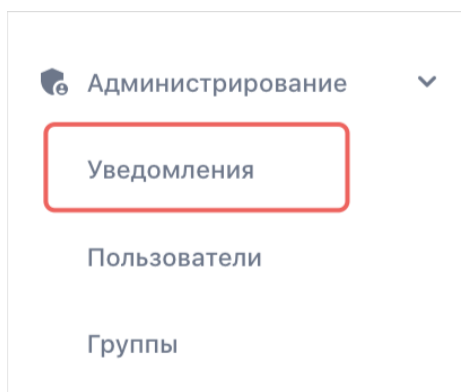 Администрирование
Уведомления
Пользователи
Группы